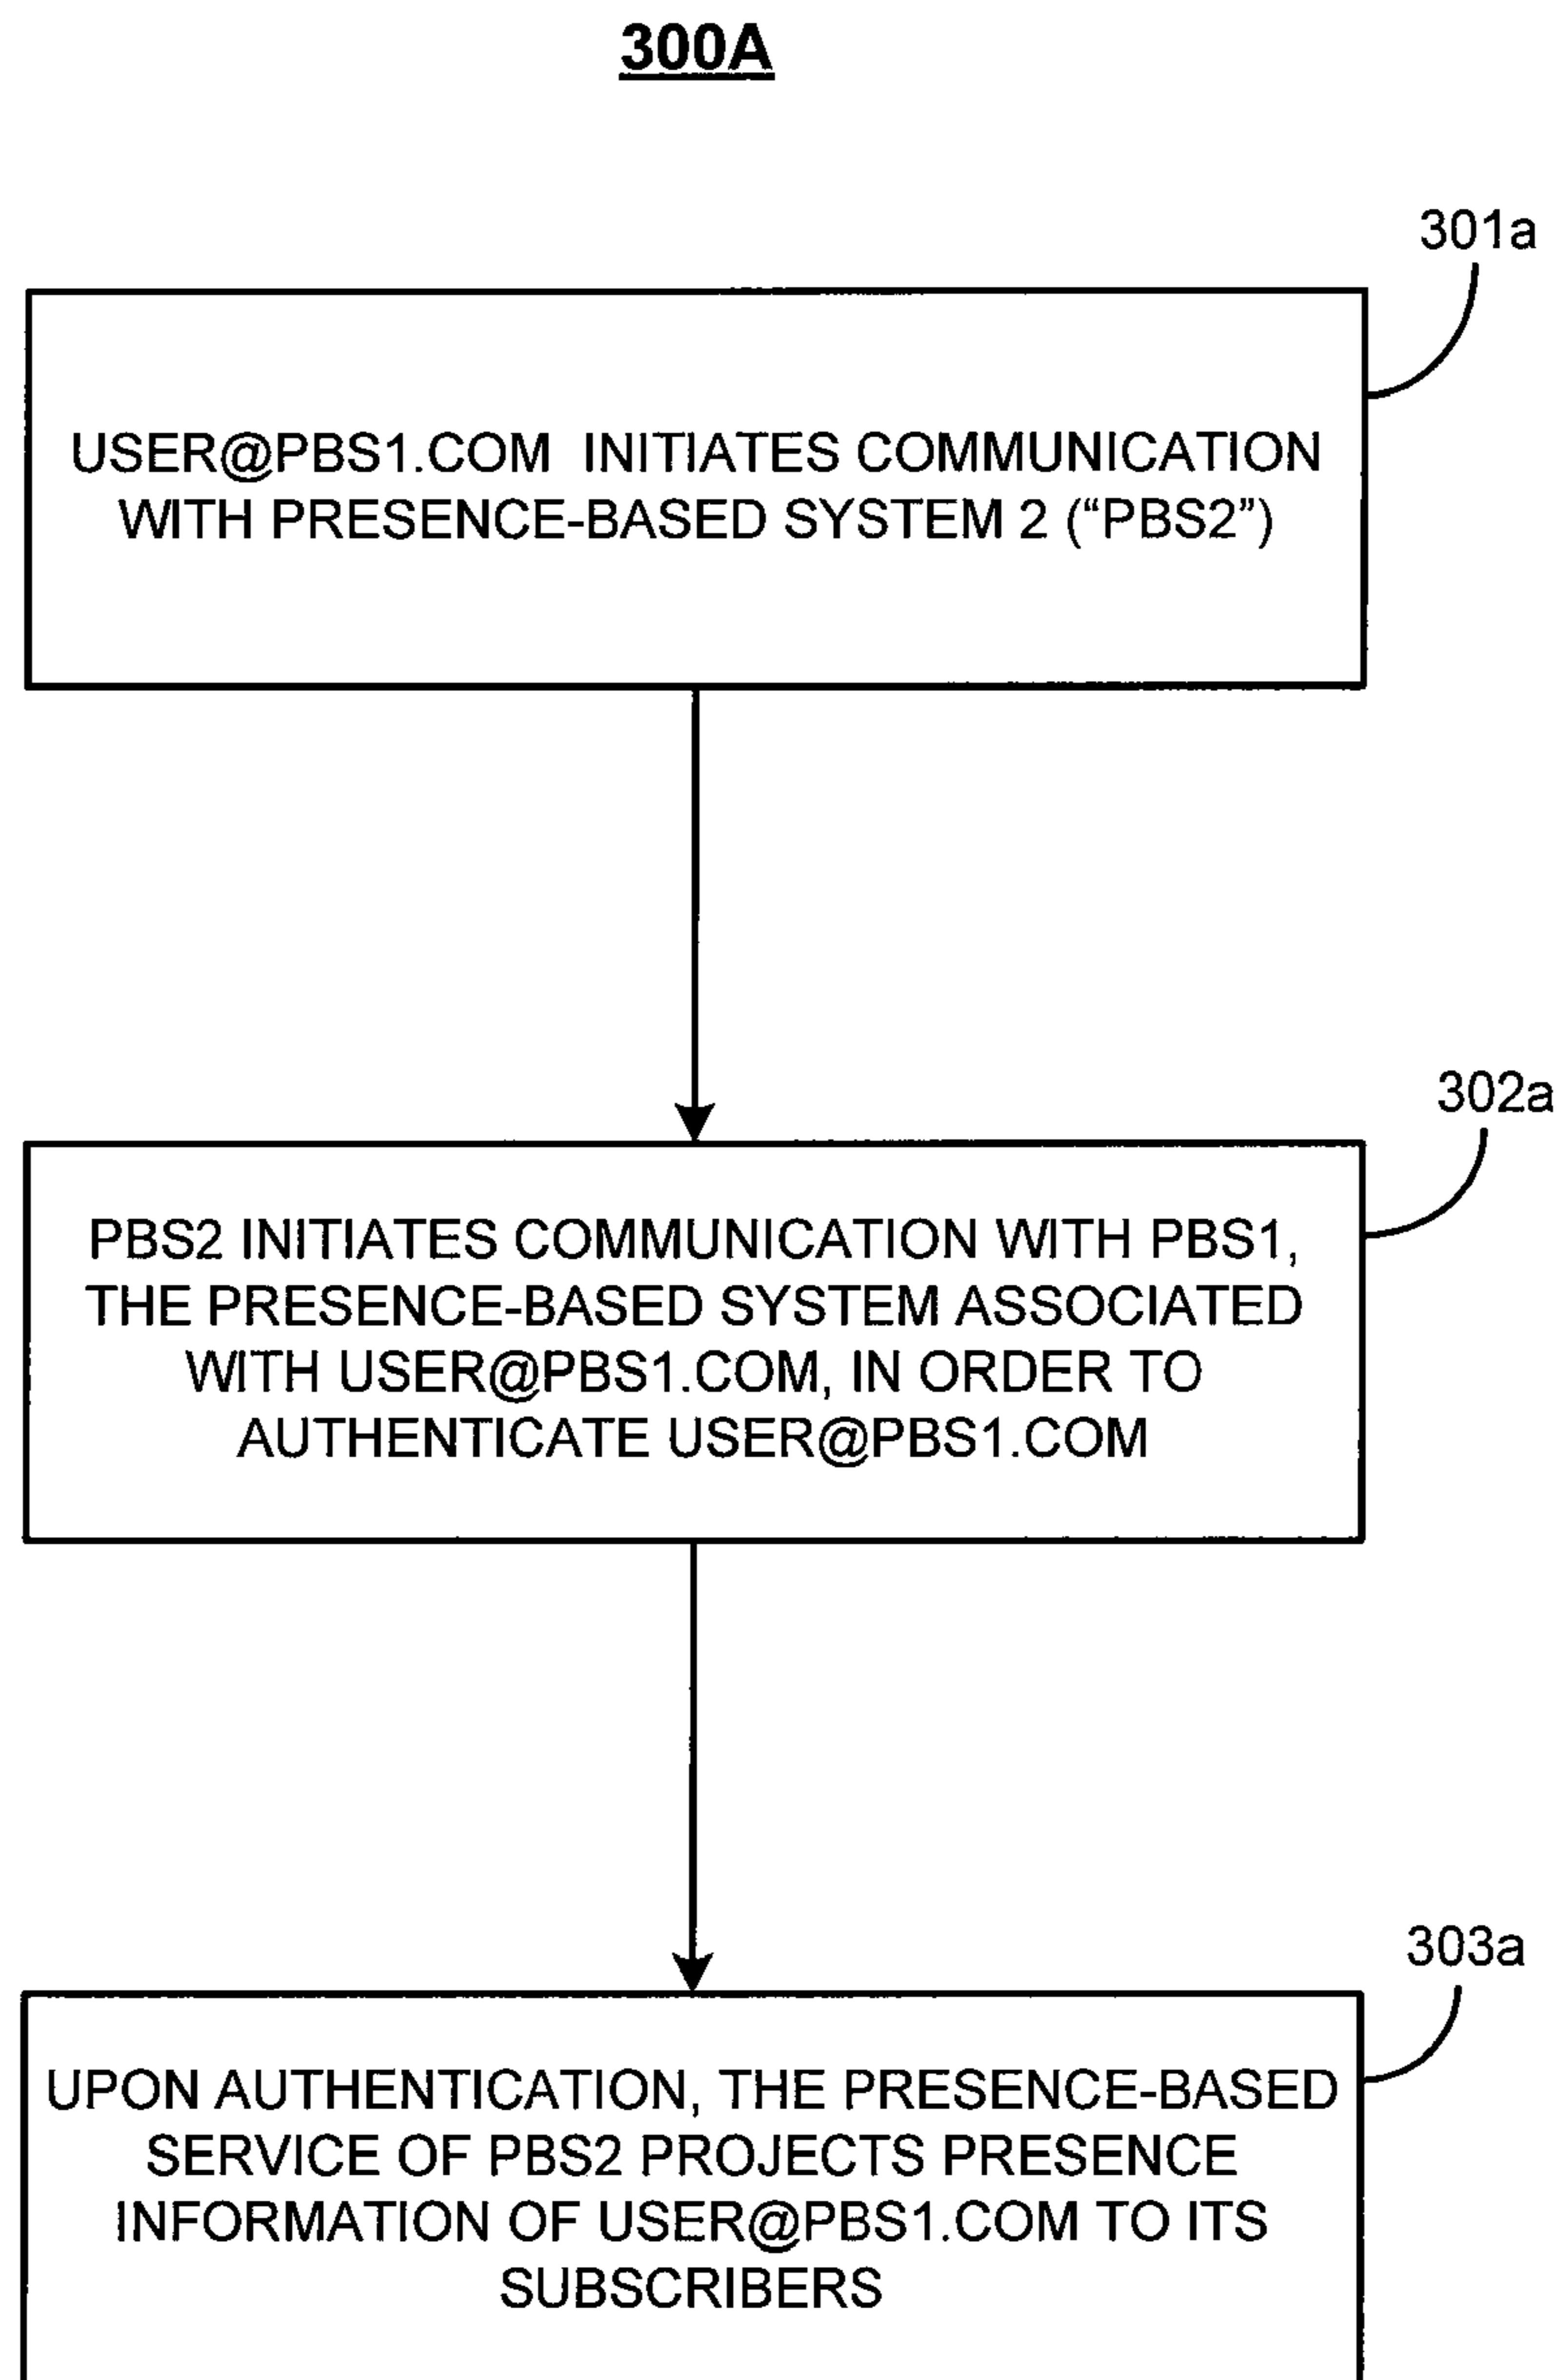 300A
301a
USER@PBS1.COM INITIATES COMMUNICATION
WITH PRESENCE-BASED SYSTEM 2 (“PBS2”)
302a
PBS2 INITIATES COMMUNICATION WITH PBS1,
THE PRESENCE-BASED SYSTEM ASSOCIATED
WITH USER@PBS1.COM, IN ORDER TO
AUTHENTICATE USER@PBS1.COM
303a
UPON AUTHENTICATION, THE PRESENCE-BASED
SERVICE OF PBS2 PROJECTS PRESENCE
INFORMATION OF USER@PBS1.COM TO ITS
SUBSCRIBERS